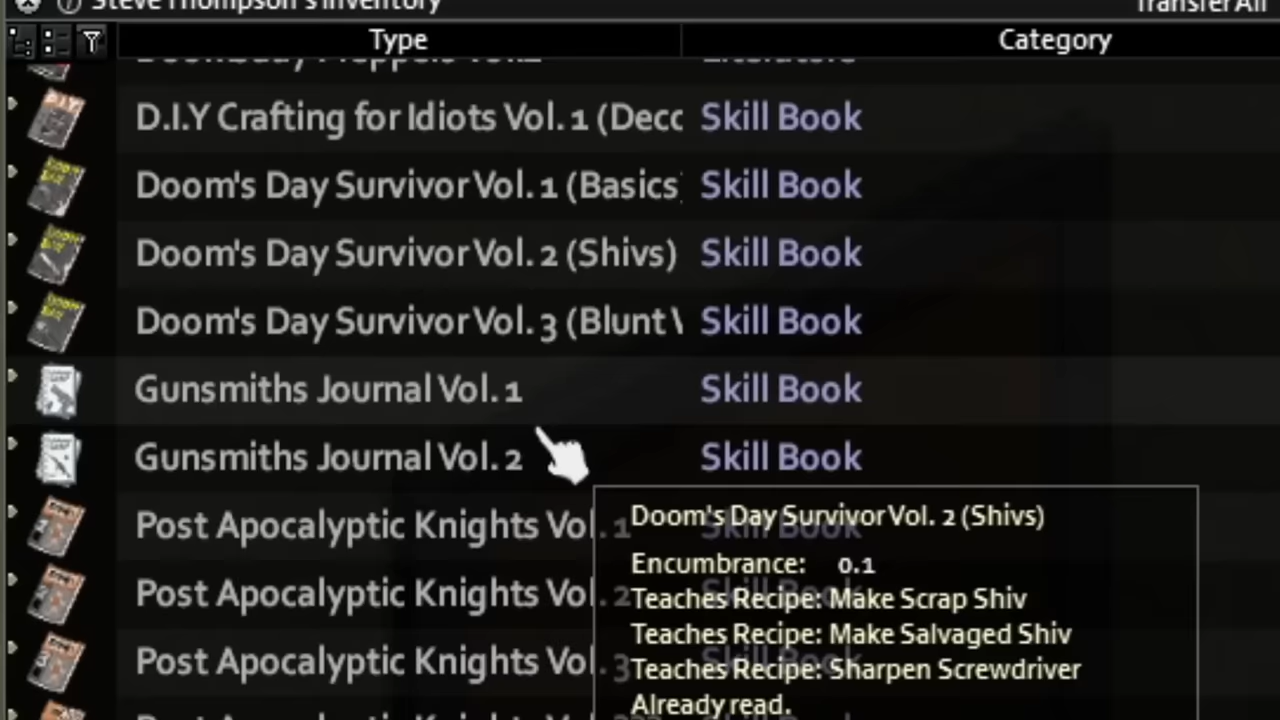 SteveThompson's Inventory
Transfer All
Type
Category
D.I.Y Crafting for Idiots Vol. 1 (Decc
Skill Book
Doom's Day Survivor Vol. 1 (Basics
Skill Book
Doom's Day Survivor Vol. 2 (Shivs)
Skill Book
Doom's Day Survivor Vol. 3 (Blunt
Skill Book
Gunsmiths Journal Vol. 1
Skill Book
Gunsmiths Journal Vol. 2
Skill Book
Post Apocalyptic Knights Vol. 1
Skill Book
Post Apocalyptic Knights Vol. 2
Post Apocalyptic Knights Vol. 3
Doom's Day Survivor Vol. 2 (Shivs)
Encumbrance: 0.1
Teaches Recipe: Make Scrap Shiv
Teaches Recipe: Make Salvaged Shiv
Teaches Recipe: Sharpen Screwdriver
Already read.